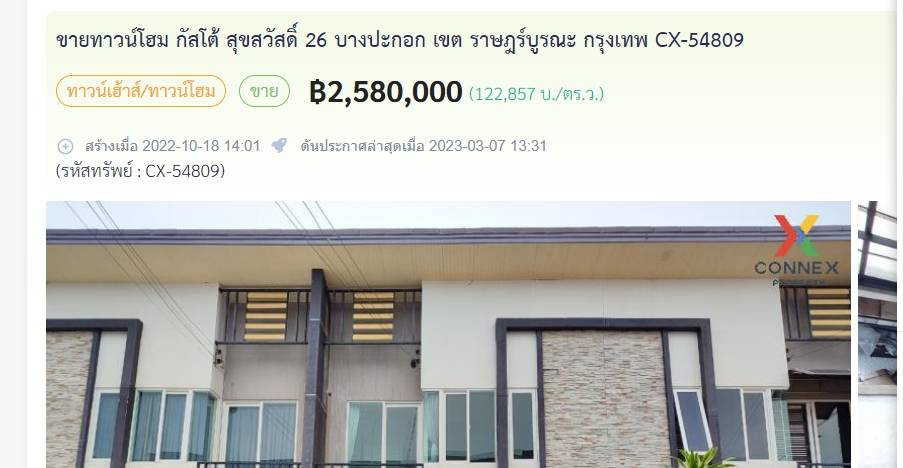 ขายทาวน์โฮม กัสโต้ สุขสวัสดิ์ 26 บางปะกอก เขต ราษฎร์บูรณะ กรุงเทพ CX-54809
ทาวน์เฮ้าส์/ทาวน์โฮม ขาย ฿2,580,000 (122,857 บ./ตร.ว.)
สร้างเมื่อ 2022-10-18 14:01 ดันประกาศล่าสุดเมื่อ 2023-03-07 13:31
(รหัสทรัพย์ : CX-54809)
CONNEX
PROPERTY